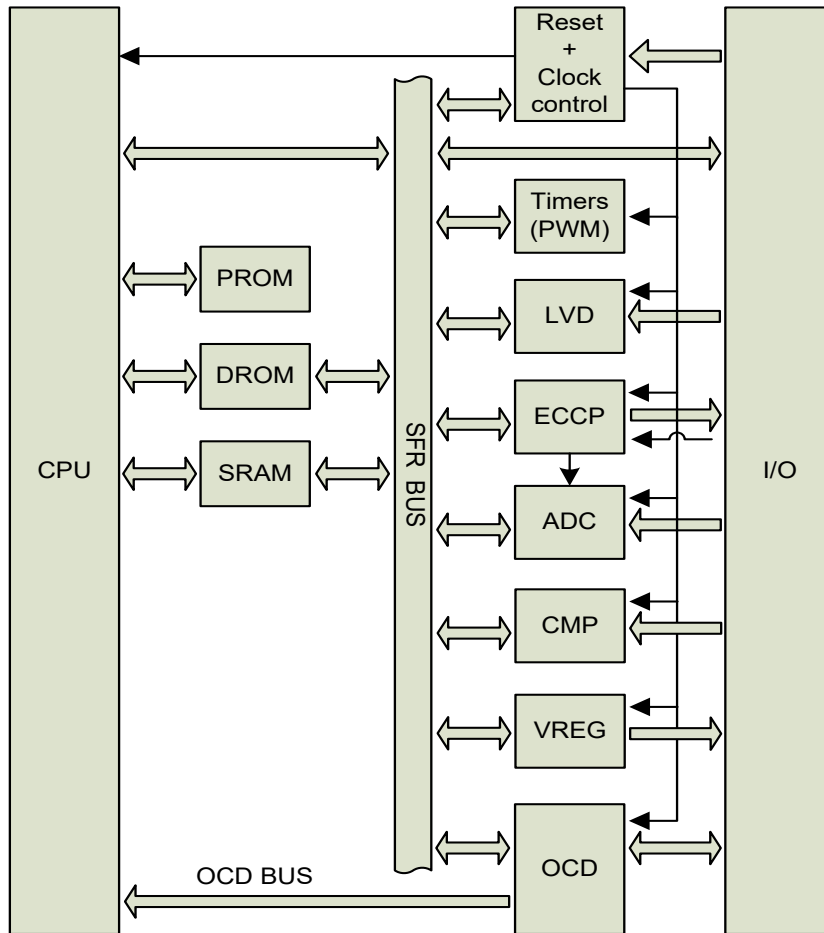 Reset
+
Clock
control
Timers
(PWM)
PROM
LVD
DROM
ECCP
CPU
SRAM
SFR BUS
I/O
ADC
CMP
VREG
OCD BUS
OCD